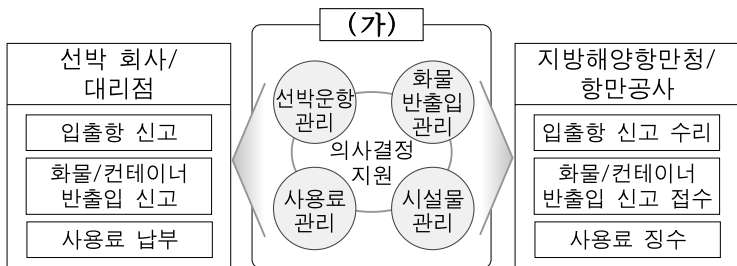 (가)
선박 회사/
대리점
입출항 신고
화물/컨테이너
반출입 신고
사용료 납부
선박운항
관리
화물
반출입
관리
의사결정
지원
사용료
관리
시설물
관리
지방해양항만청/
항만공사
입출항 신고 수리
화물/컨테이너
반출입 신고 접수
사용료 징수